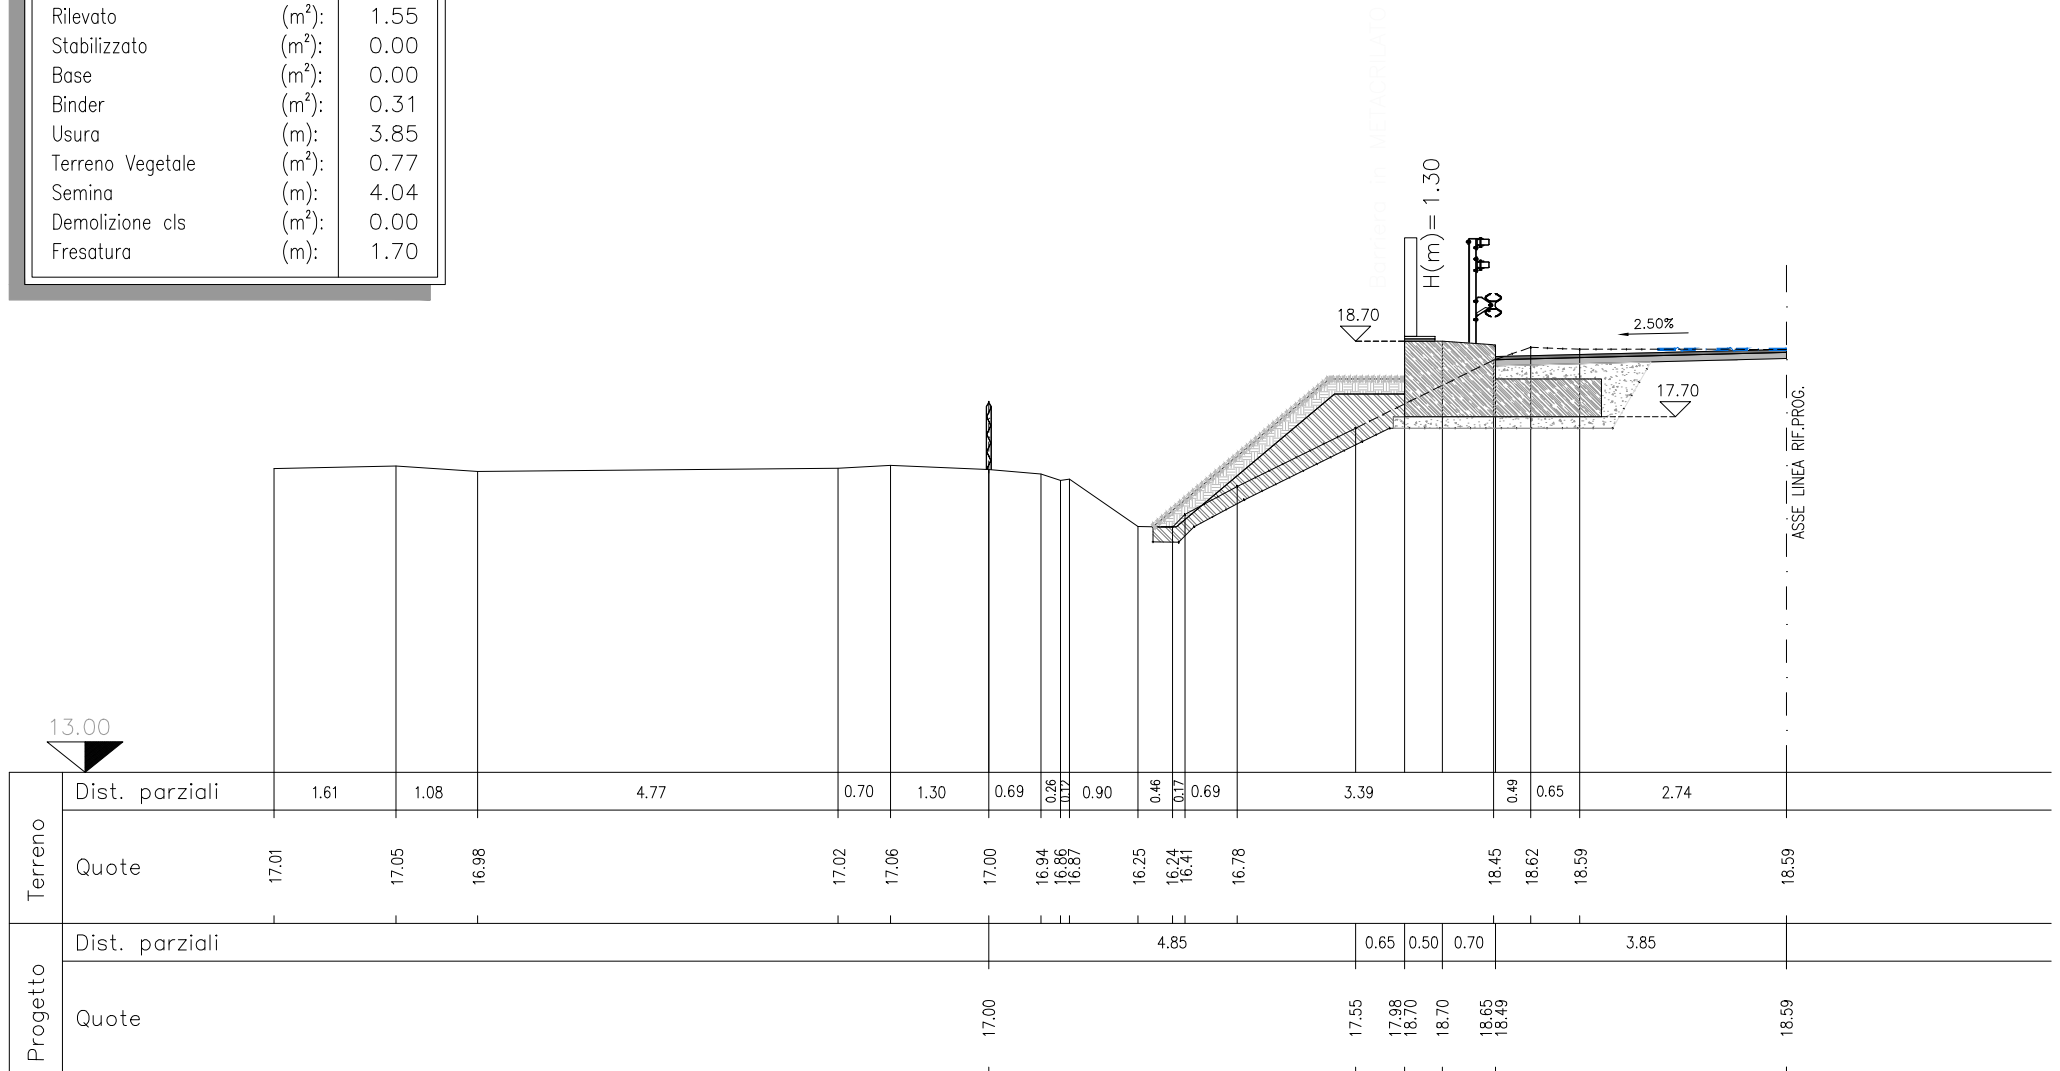 Rilevato (m²): 1.55
Stabilizzato (m²): 0.00
Base (m²): 0.00
Binder (m²): 0.31
Usura (m): 3.85
Terreno Vegetale (m²): 0.77
Semina (m): 4.04
Demolizione cls (m²): 0.00
Fresatura (m): 1.70
H(m)= 1.30
18.70
2.50%
17.70
ASSE LINEA RIF.PROG.
13.00
Terreno
Dist. parziali 1.61 1.08 4.77 0.70 1.30 0.69 0.26 0.12 0.90 0.46 0.17 0.69 3.39 0.49 0.65 2.74
Quote 17.01 17.05 16.98 17.02 17.06 17.00 16.94 16.86 16.87 16.25 16.24 16.41 16.78 18.45 18.62 18.59 18.59
Progetto
Dist. parziali 4.85 0.65 0.50 0.70 3.85
Quote 17.00 17.55 17.98 18.70 18.70 18.65 18.49 18.59